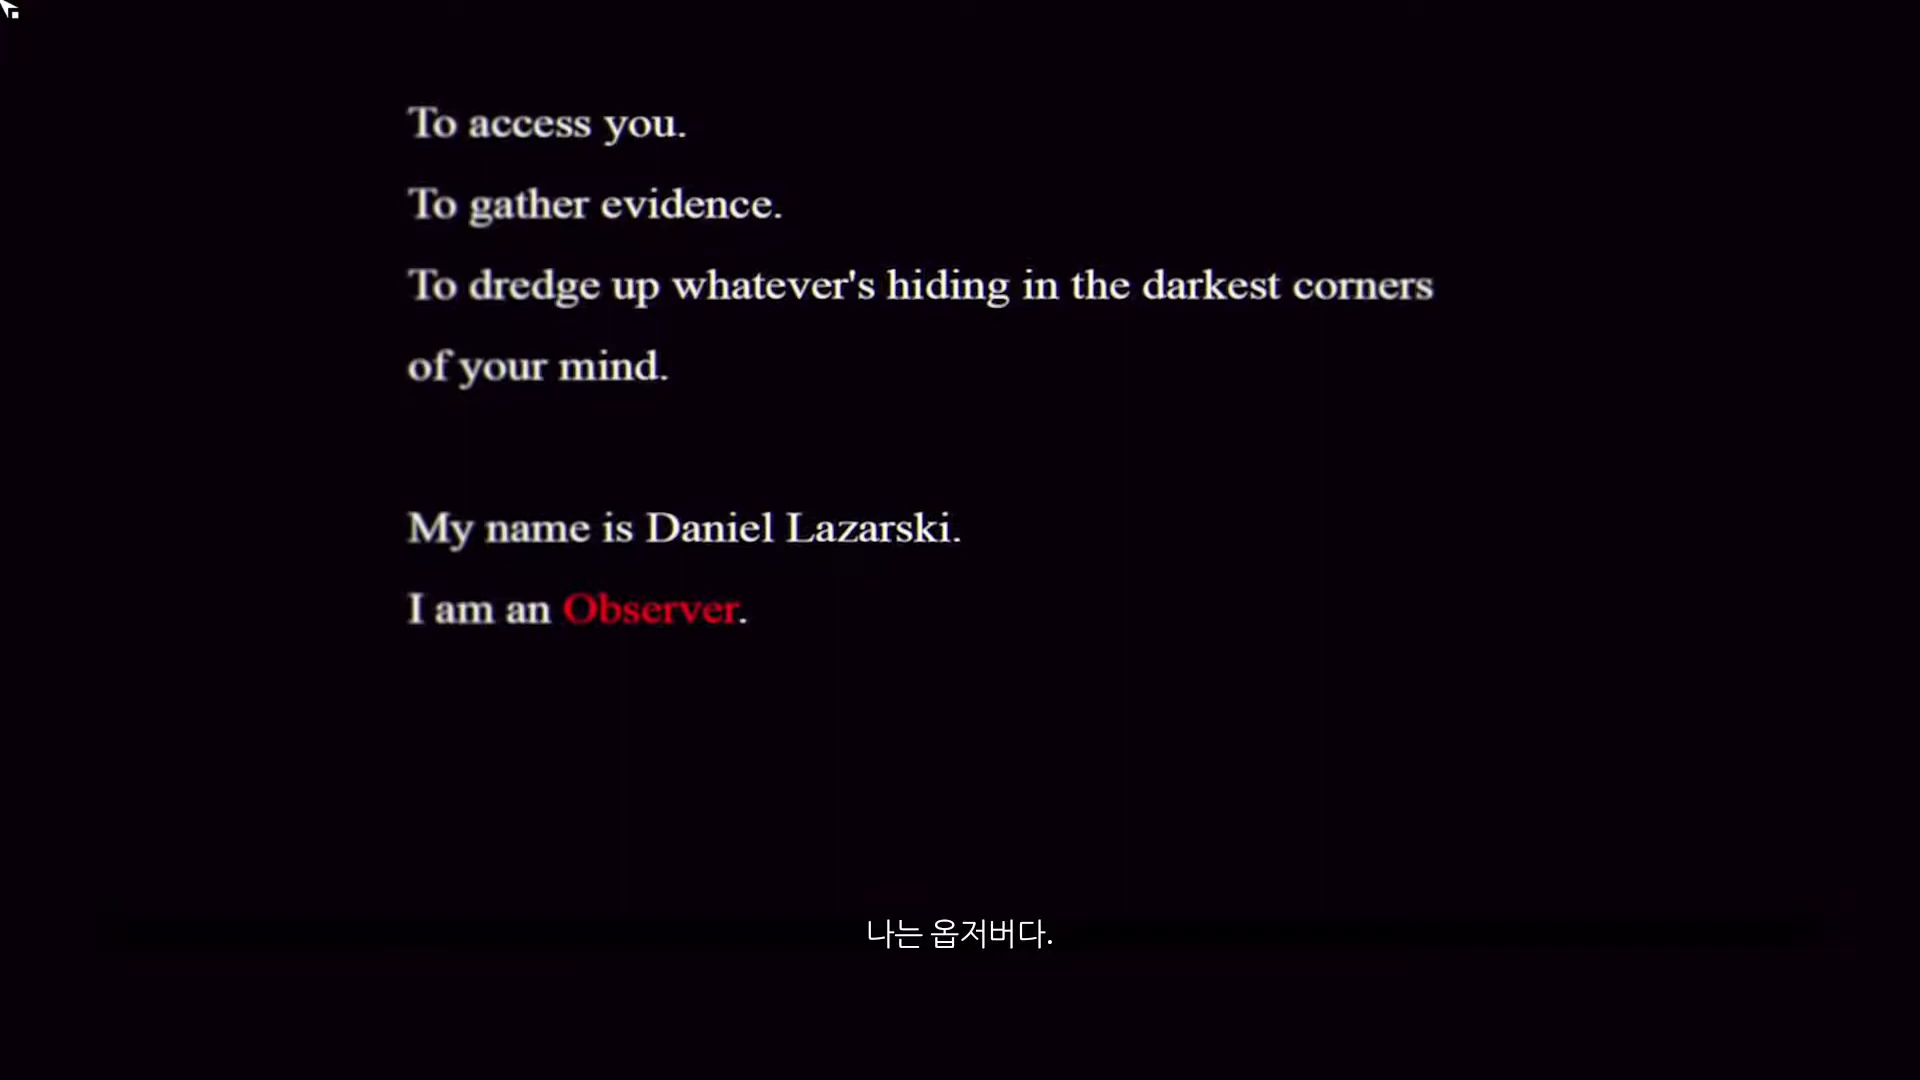 To access you.
To gather evidence.
To dredge up whatever's hiding in the darkest corners
of your mind.
My name is Daniel Lazarski.
I am an Observer.
나는 옵저버다.